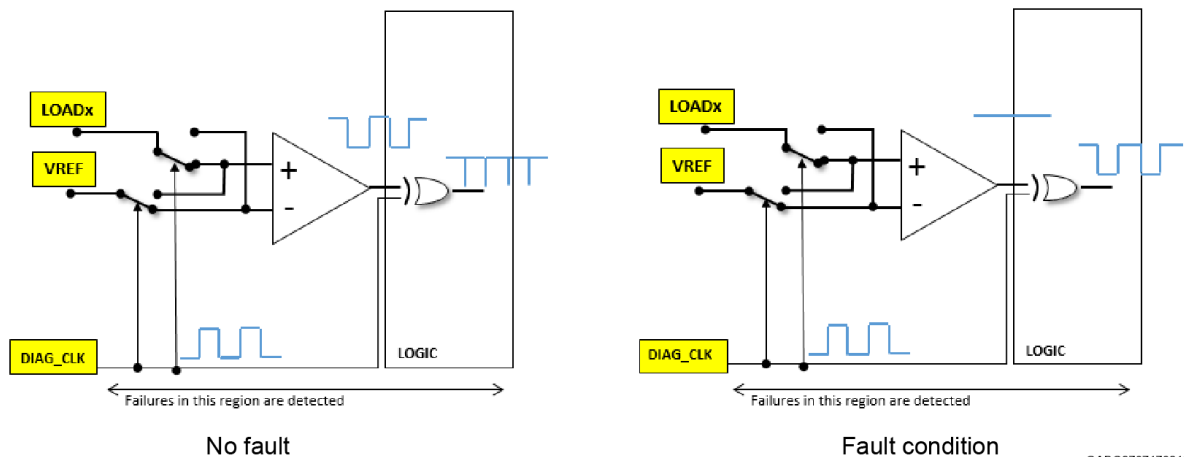 LOADx
VREF
+
-
DIAG_CLK
LOGIC
Failures in this region are detected
No fault
LOADx
VREF
+
-
DIAG_CLK
LOGIC
Failures in this region are detected
Fault condition